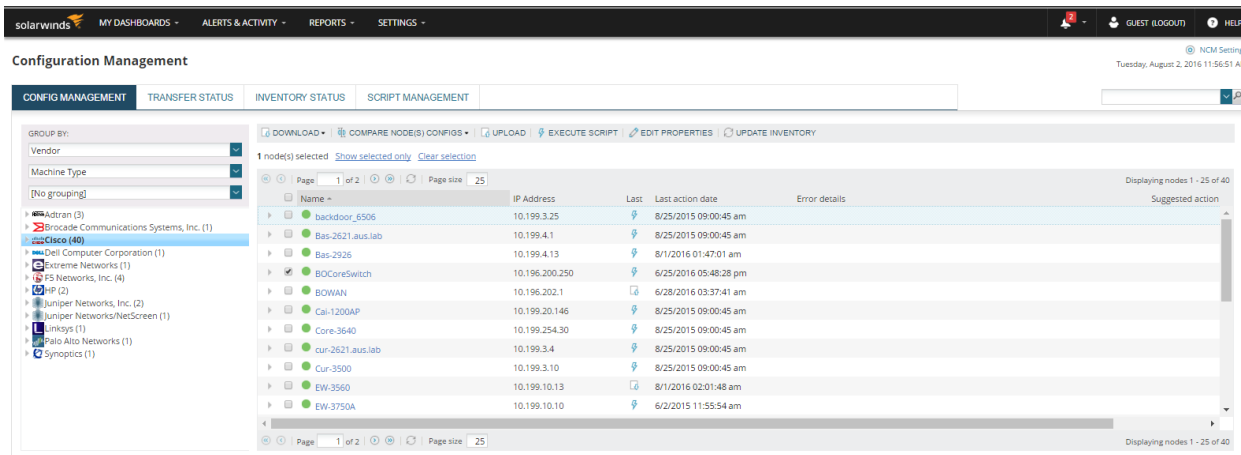 solarwinds MY DASHBOARDS ALERTS & ACTIVITY REPORTS SETTINGS 2 GUEST (LOGOUT) ? HELP
NCM Setting
Configuration Management
Tuesday, August 2, 2016 11:56:51 A
CONFIG MANAGEMENT TRANSFER STATUS INVENTORY STATUS SCRIPT MANAGEMENT
GROUP BY:
Vendor
Machine Type
[No grouping]
Adtran (3)
Brocade Communications Systems, Inc. (1)
Cisco (40)
Dell Computer Corporation (1)
Extreme Networks (1)
F5 Networks, Inc. (4)
HP (2)
Juniper Networks, Inc. (2)
Juniper Networks/NetScreen (1)
Linksys (1)
Palo Alto Networks (1)
Synoptics (1)
DOWNLOAD COMPARE NODE(S) CONFIGS UPLOAD EXECUTE SCRIPT EDIT PROPERTIES UPDATE INVENTORY
1 node(s) selected Show selected only Clear selection
Page 1 of 2 Page size 25 Displaying nodes 1 - 25 of 40
Name IP Address Last Last action date Error details Suggested action
backdoor_6506 10.199.3.25 8/25/2015 09:00:45 am
Bas-2621.aus.lab 10.199.4.1 8/25/2015 09:00:45 am
Bas-2926 10.199.4.13 8/1/2016 01:47:01 am
BOCoreSwitch 10.196.200.250 6/25/2016 05:48:28 pm
BOWAN 10.196.202.1 6/28/2016 03:37:41 am
Cai-1200AP 10.199.20.146 8/25/2015 09:00:45 am
Core-3640 10.199.254.30 8/25/2015 09:00:45 am
cur-2621.aus.lab 10.199.3.4 8/25/2015 09:00:45 am
Cur-3500 10.199.3.10 8/25/2015 09:00:45 am
EW-3560 10.199.10.13 8/1/2016 02:01:48 am
EW-3750A 10.199.10.10 6/2/2015 11:55:54 am
Page 1 of 2 Page size 25 Displaying nodes 1 - 25 of 40